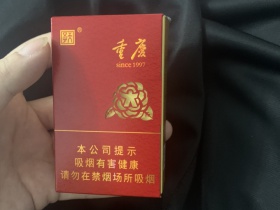 重庆
since 1997
本公司提示
吸烟有害健康
请勿在禁烟场所吸烟